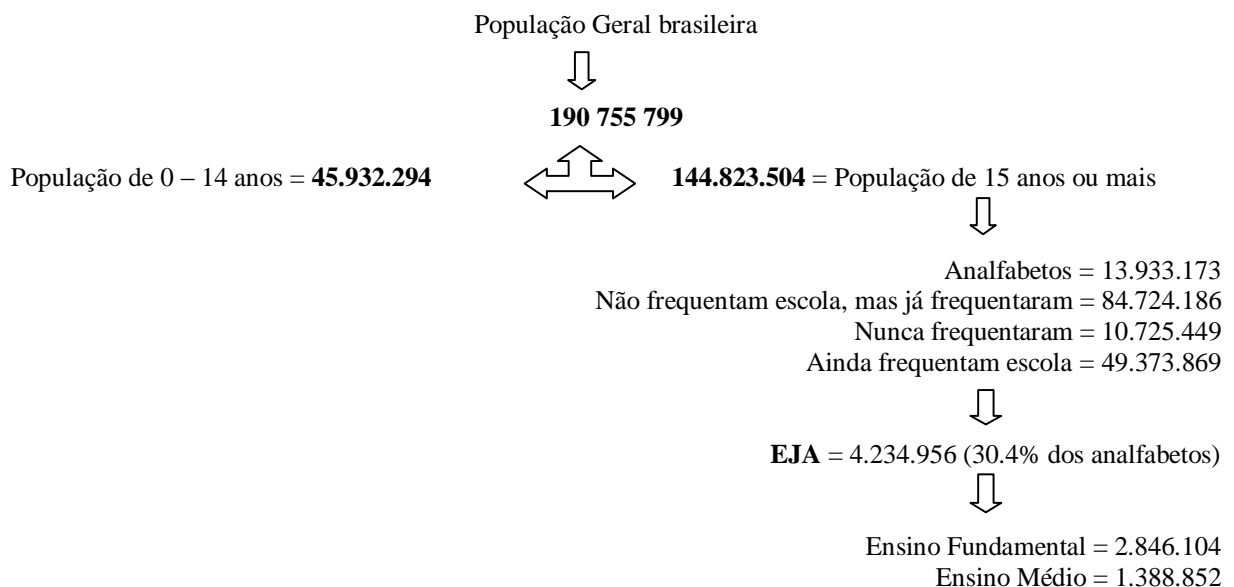 População Geral brasileira
190 755 799
População de 0 – 14 anos = 45.932.294 144.823.504 = População de 15 anos ou mais
Analfabetos = 13.933.173
Não frequentam escola, mas já frequentaram = 84.724.186
Nunca frequentaram = 10.725.449
Ainda frequentam escola = 49.373.869
EJA = 4.234.956 (30.4% dos analfabetos)
Ensino Fundamental = 2.846.104
Ensino Médio = 1.388.852